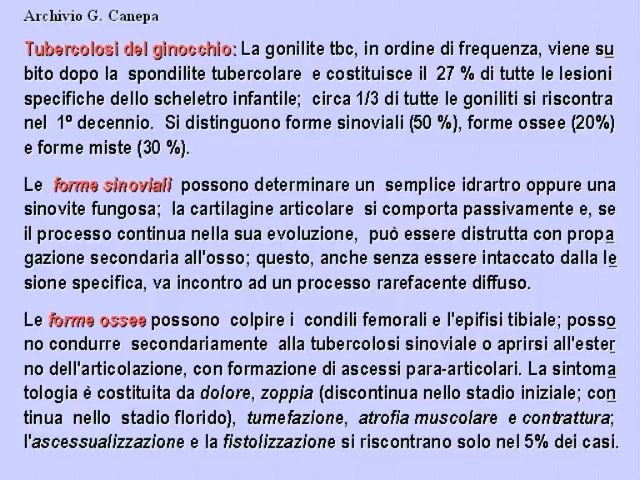 Archivio G. Canepa
Tubercolosi del ginocchio: La gonilite tbc, in ordine di frequenza, viene su
bito dopo la spondilite tubercolare e costituisce il 27 % di tutte le lesioni
specifiche dello scheletro infantile; circa 1/3 di tutte le goniliti si riscontra
nel 1º decennio. Si distinguono forme sinoviali (50 %), forme ossee (20%)
e forme miste (30 %).
Le forme sinoviali possono determinare un semplice idrartro oppure una
sinovite fungosa; la cartilagine articolare si comporta passivamente e, se
il processo continua nella sua evoluzione, può essere distrutta con propa
gazione secondaria all'osso; questo, anche senza essere intaccato dalla le
sione specifica, va incontro ad un processo rarefacente diffuso.
Le forme ossee possono colpire i condili femorali e l'epifisi tibiale; posso
no condurre secondariamente alla tubercolosi sinoviale o aprirsi all'ester
no dell'articolazione, con formazione di ascessi para-articolari. La sintoma
tologia è costituita da dolore, zoppia (discontinua nello stadio iniziale; con
tinua nello stadio florido), tumefazione, atrofia muscolare e contrattura;
l'ascessualizzazione e la fistolizzazione si riscontrano solo nel 5% dei casi.